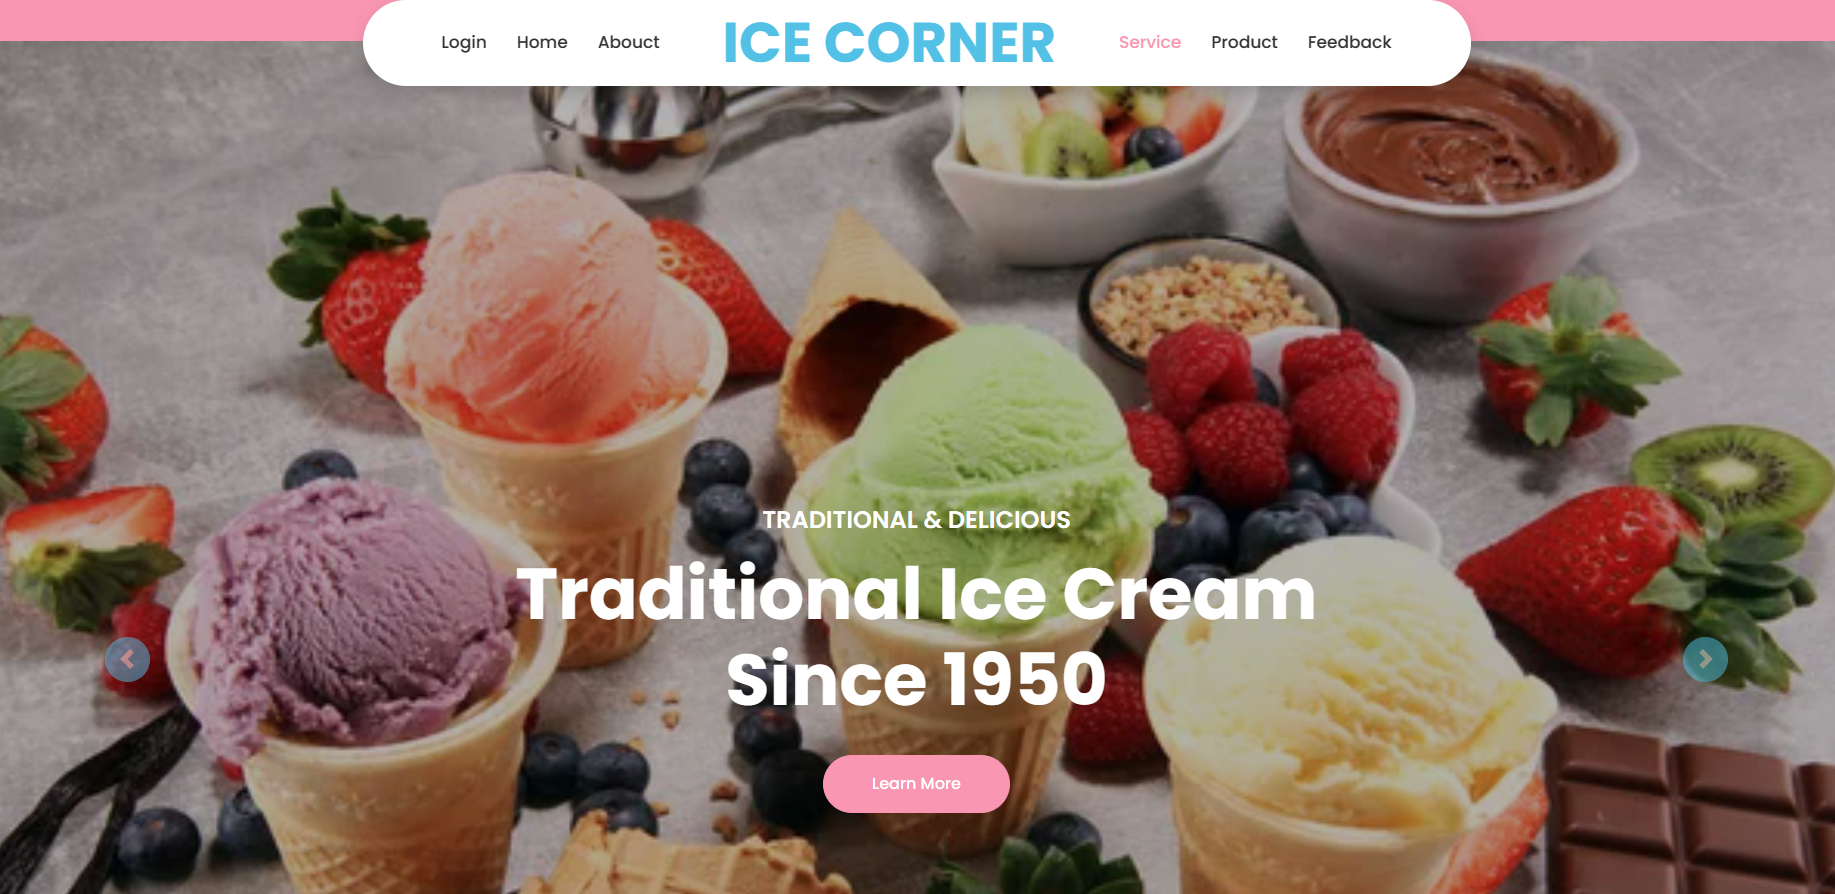 Login Home Abouct ICE CORNER Service Product Feedback
TRADITIONAL & DELICIOUS
Traditional Ice Cream
Since 1950
Learn More